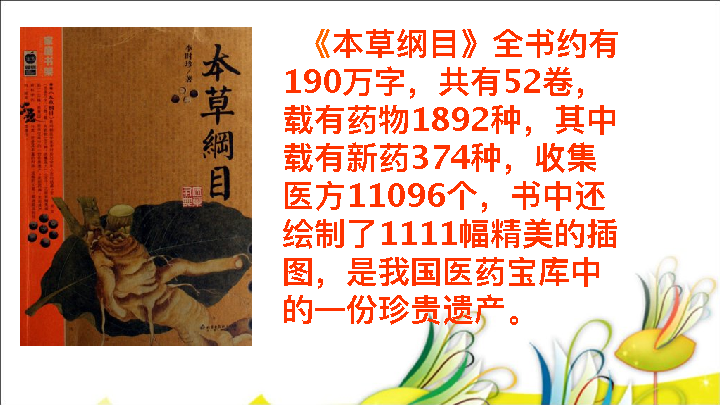 家庭书架
李时珍/著
本草綱目
《本草纲目》全书约有
190万字，共有52卷，
载有药物1892种，其中
载有新药374种，收集
医方11096个，书中还
绘制了1111幅精美的插
图，是我国医药宝库中
的一份珍贵遗产。